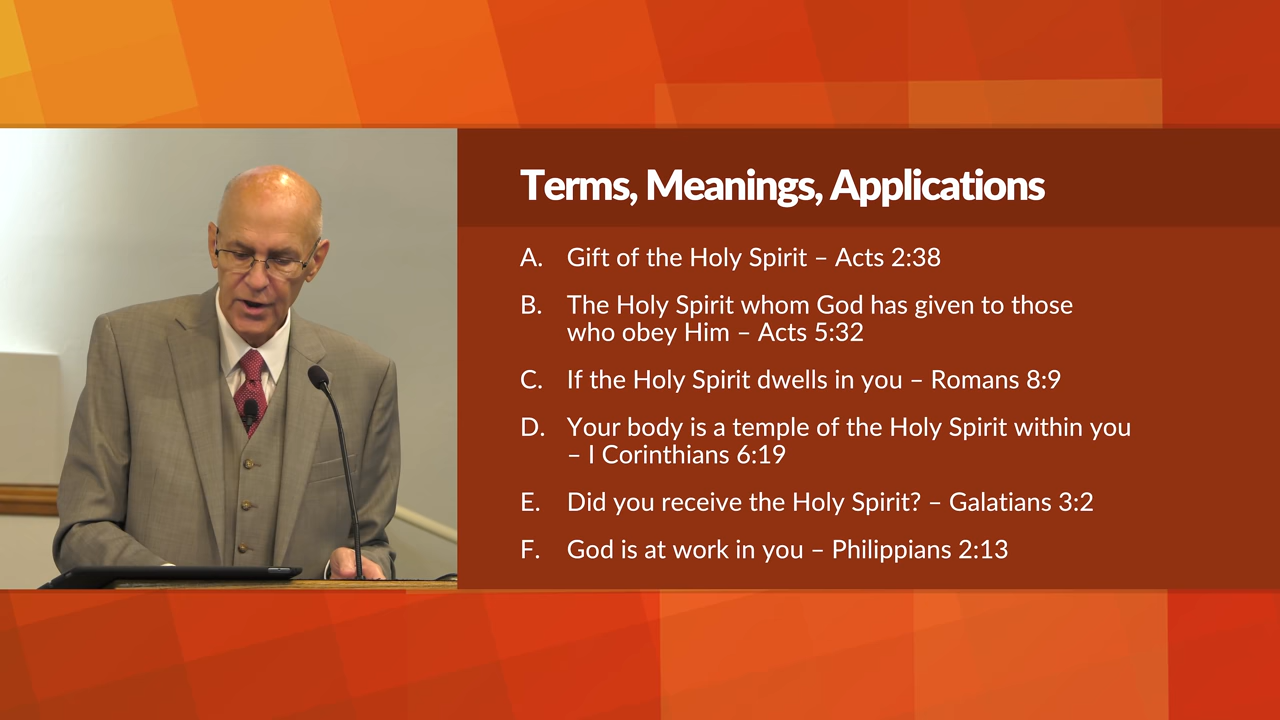 Terms, Meanings, Applications
A. Gift of the Holy Spirit – Acts 2:38
B. The Holy Spirit whom God has given to those
who obey Him – Acts 5:32
C. If the Holy Spirit dwells in you – Romans 8:9
D. Your body is a temple of the Holy Spirit within you
– I Corinthians 6:19
E. Did you receive the Holy Spirit? – Galatians 3:2
F. God is at work in you – Philippians 2:13